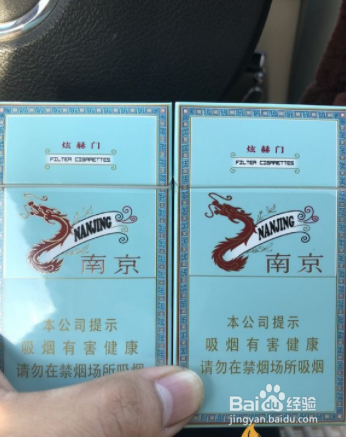 炫赫门
FILTER CIGARETTES
NANJING
南京
本公司提示
吸烟有害健康
请勿在禁烟场所吸烟
炫赫门
FILTER CIGARETTES
NANJING
南京
本公司提示
吸烟有害健康
请勿在禁烟场所吸烟
Baidu经验
jingyan.baidu.com